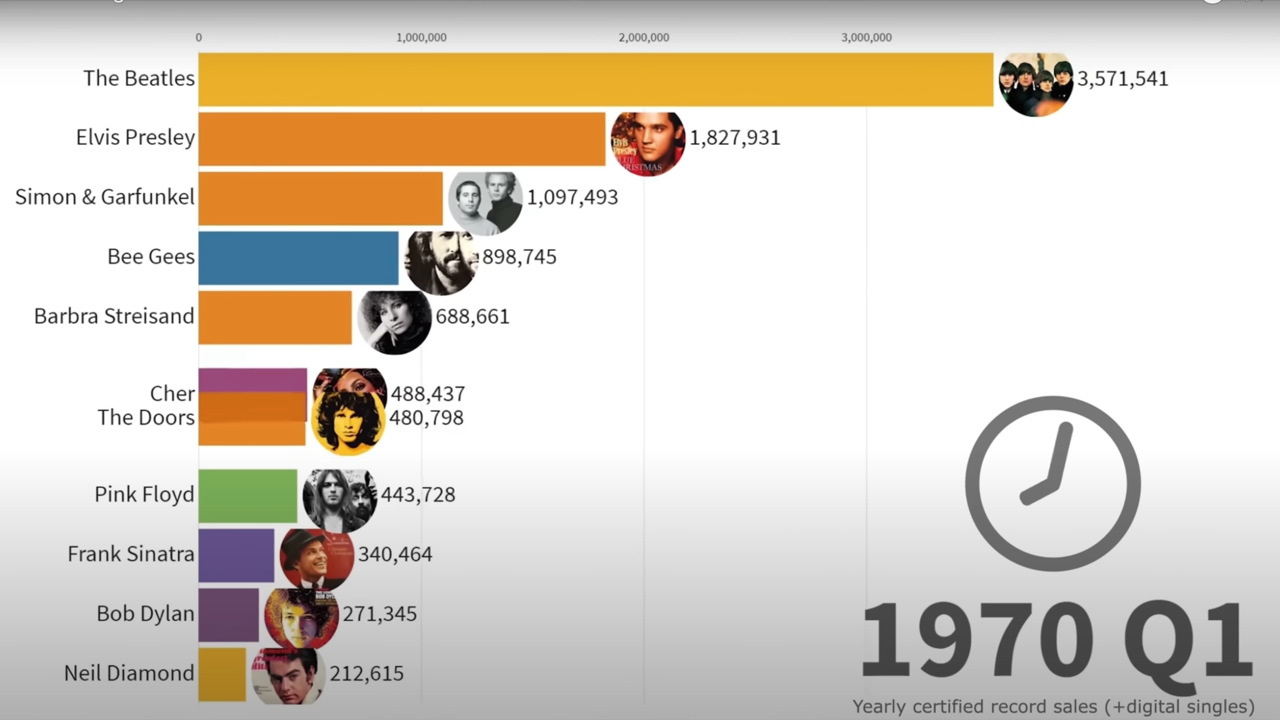 0 1,000,000 2,000,000 3,000,000
The Beatles 3,571,541
Elvis Presley 1,827,931
Simon & Garfunkel 1,097,493
Bee Gees 898,745
Barbra Streisand 688,661
Cher 488,437
The Doors 480,798
Pink Floyd 443,728
Frank Sinatra 340,464
Bob Dylan 271,345
Neil Diamond 212,615
1970 Q1
Yearly certified record sales (+digital singles)